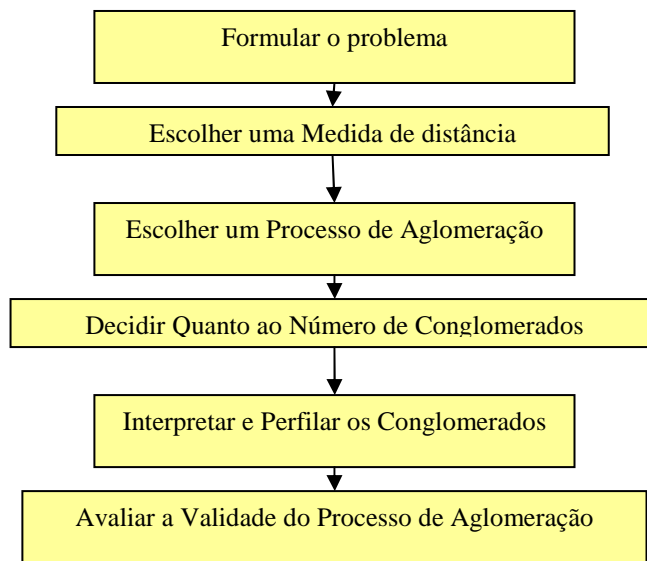 Formular o problema
Escolher uma Medida de distância
Escolher um Processo de Aglomeração
Decidir Quanto ao Número de Conglomerados
Interpretar e Perfilar os Conglomerados
Avaliar a Validade do Processo de Aglomeração